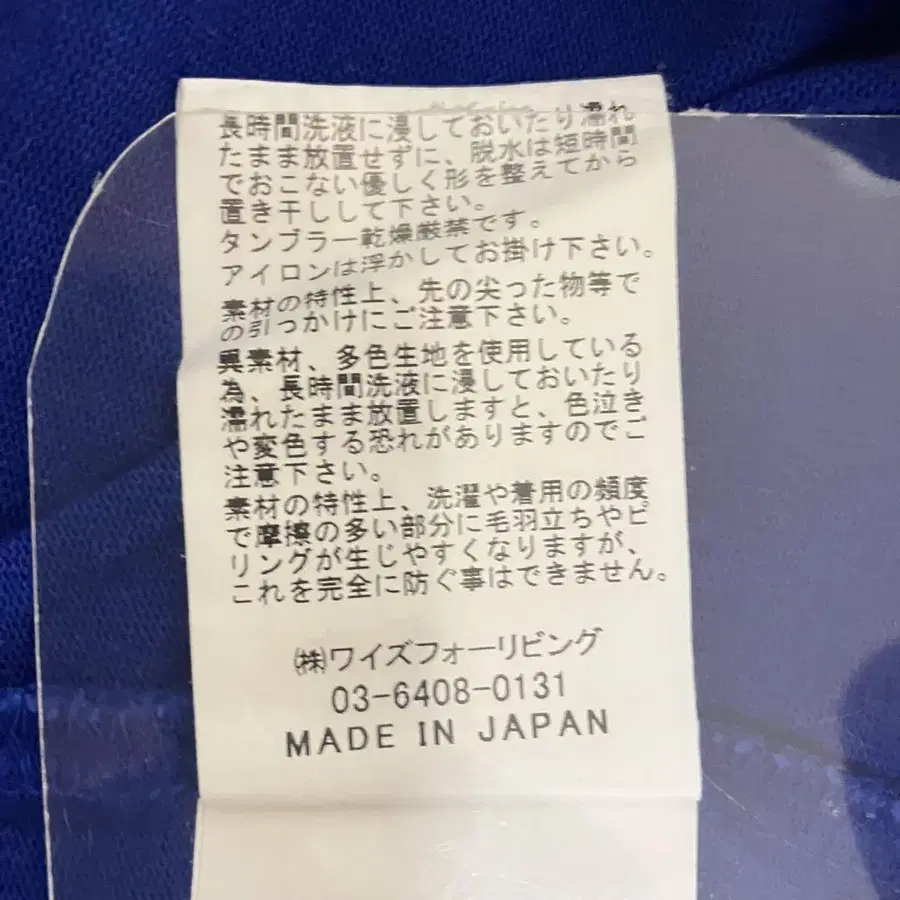 長時間洗液に浸しておいたり濡れ
たまま放置せずに、脱水は短時間
でおこない優しく形を整えてから
置き干しして下さい。
タンブラー乾燥厳禁です。
アイロンは浮かしてお掛け下さい。
素材の特性上、先の尖った物等で
の引っかけにご注意下さい。
異素材、多色生地を使用している
為、長時間洗液に浸しておいたり
濡れたまま放置しますと、色泣き
や変色する恐れがありますのでご
注意下さい。
素材の特性上、洗濯や着用の頻度
で摩擦の多い部分に毛羽立ちやピ
リングが生じやすくなりますが、
これを完全に防ぐ事はできません。
㈱ワイズフォーリビング
03-6408-0131
MADE IN JAPAN